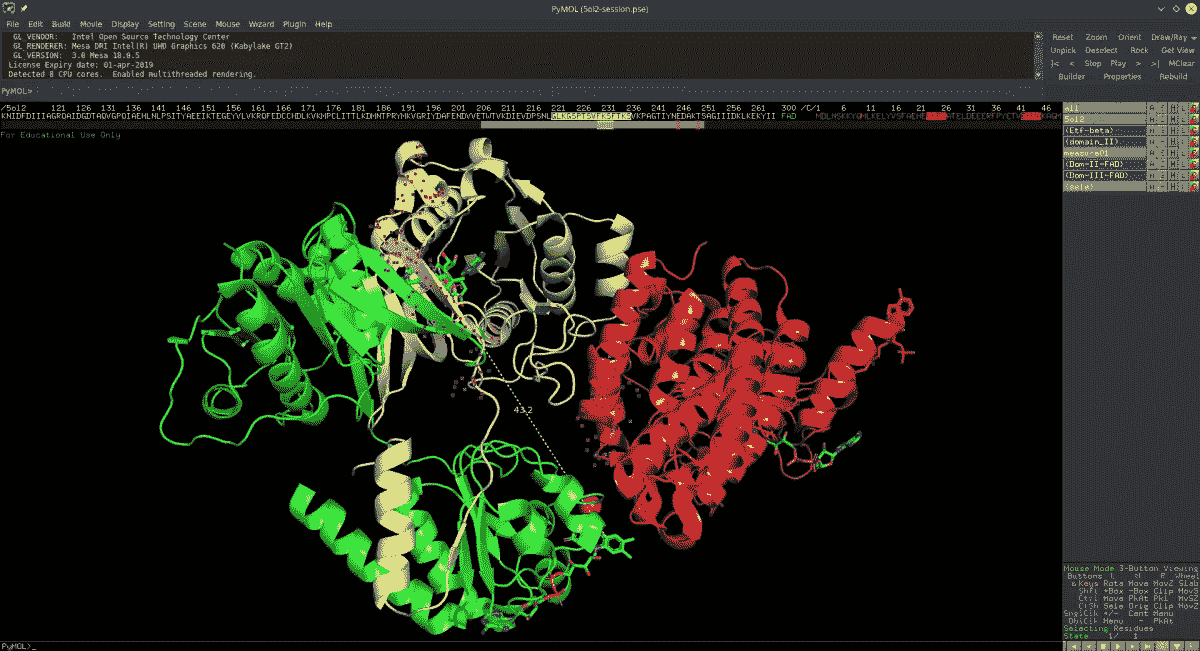 PyMOL (5ol2-session.pse)
File Edit Build Movie Display Setting Scene Mouse Wizard Plugin Help
GL_VENDOR: Intel Open Source Technology Center
GL_RENDERER: Mesa DRI Intel(R) UHD Graphics 620 (Kabylake GT2)
GL_VERSION: 3.0 Mesa 18.0.5
License Expiry date: 01-apr-2019
Detected 8 CPU cores. Enabled multithreaded rendering.
Reset Zoom Orient Draw/Ray
Unpick Deselect Rock Get View
|< < Stop Play > >| MClear
Builder Properties Rebuild
PyMOL>
/5ol2 121 126 131 136 141 146 151 156 161 166 171 176 181 186 191 196 201 206 211 216 221 226 231 236 241 246 251 256 261 300 /C/1 6 11 16 21 26 31 36 41 46
For Educational Use Only
all
5ol2
(Etf-beta)
(domain_II)
measure01
(Dom-II-FAD)
(Dom-III-FAD)
(sele)
43.2
Mouse Mode 3-Button Viewing
Buttons L M R Wheel
& Keys Rota Move MovZ Slab
Shft +Box -Box Clip MovS
Ctrl Move PkAt Pk1 MvSZ
CtSh Sele Orig Clip MovZ
SnglClk +/- Cent Menu
DblClk Menu - PkAt
Selecting Residues
State 1/ 1
PyMOL>_